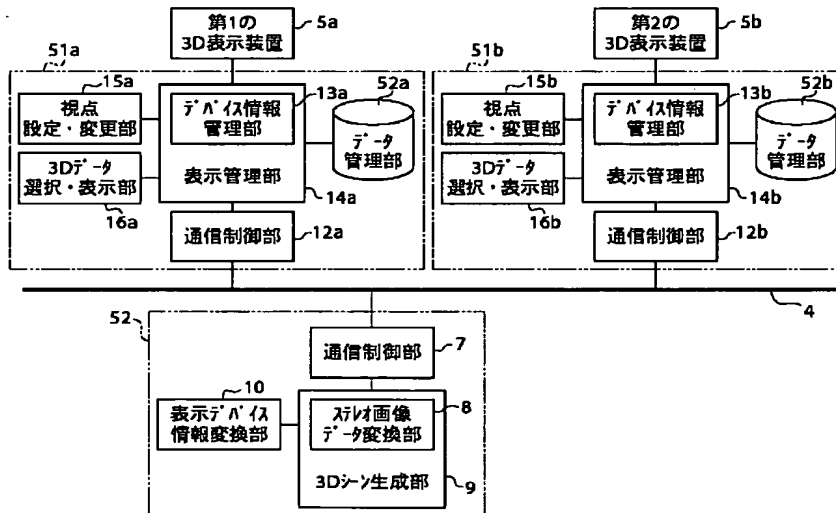 第1の
3D表示装置
5a
第2の
3D表示装置
5b
51a
15a
視点
設定・変更部
13a
デバイス情報
管理部
52a
データ
管理部
3Dデータ
選択・表示部
16a
表示管理部
14a
通信制御部
12a
51b
15b
視点
設定・変更部
13b
デバイス情報
管理部
52b
データ
管理部
3Dデータ
選択・表示部
16b
表示管理部
14b
通信制御部
12b
4
52
通信制御部
7
10
表示デバイス
情報変換部
ステレオ画像
データ変換部
8
3Dシーン生成部
9